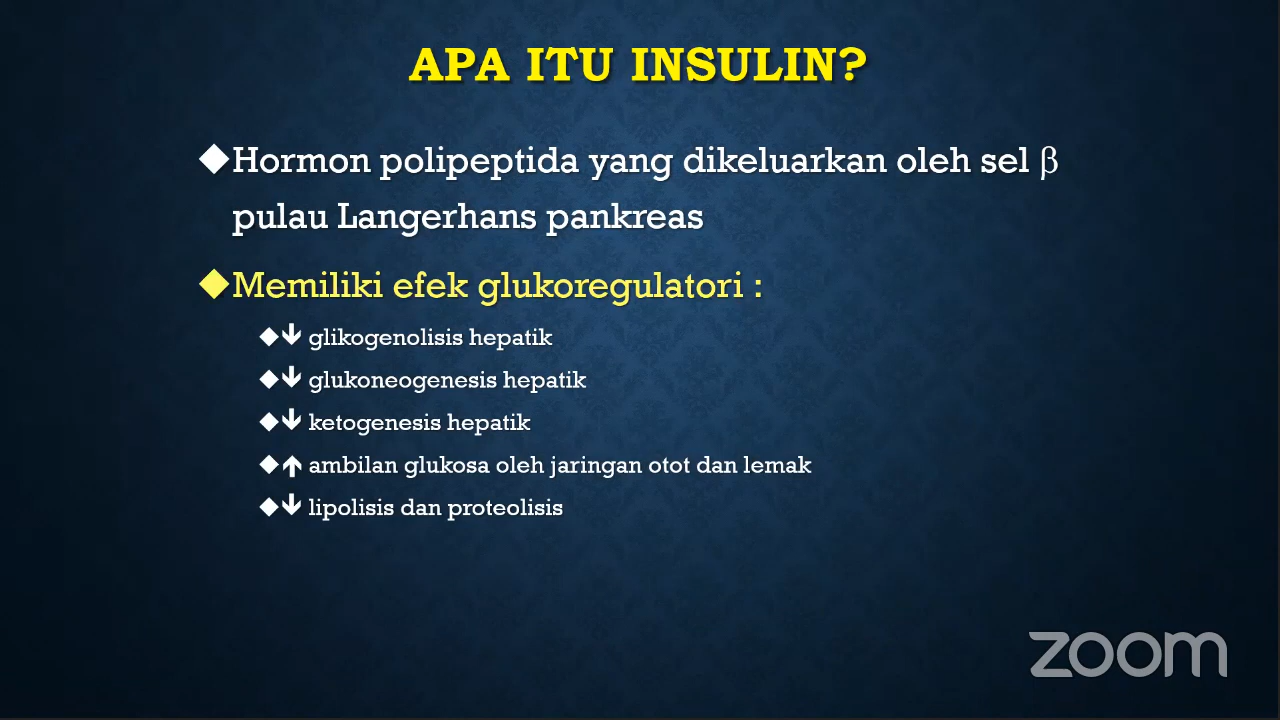 APA ITU INSULIN?
◆Hormon polipeptida yang dikeluarkan oleh sel β
pulau Langerhans pankreas
◆Memiliki efek glukoregulatori :
◆🡻 glikogenolisis hepatik
◆🡻 glukoneogenesis hepatik
◆🡻 ketogenesis hepatik
◆🡹 ambilan glukosa oleh jaringan otot dan lemak
◆🡻 lipolisis dan proteolisis
zoom